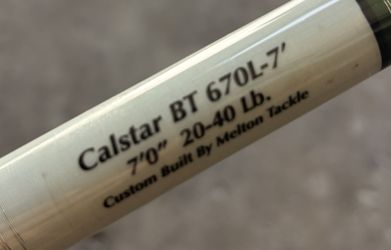 Calstar BT 670L-7'
7'0" 20-40 Lb.
Custom Built By Melton Tackle